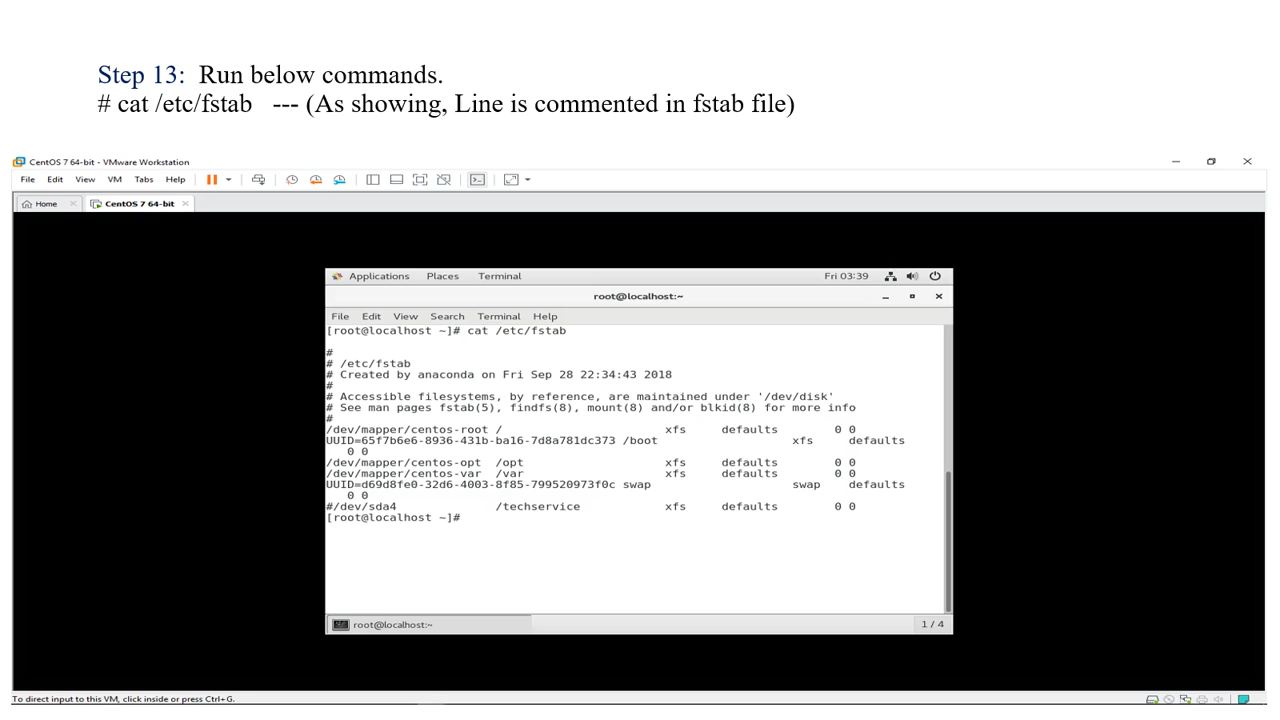 Step 13: Run below commands.
# cat /etc/fstab --- (As showing, Line is commented in fstab file)
CentOS 7 64-bit - VMware Workstation
File Edit View VM Tabs Help
Home CentOS 7 64-bit
Applications Places Terminal Fri 03:39
root@localhost:~
File Edit View Search Terminal Help
[root@localhost ~]# cat /etc/fstab
#
# /etc/fstab
# Created by anaconda on Fri Sep 28 22:34:43 2018
#
# Accessible filesystems, by reference, are maintained under '/dev/disk'
# See man pages fstab(5), findfs(8), mount(8) and/or blkid(8) for more info
#
/dev/mapper/centos-root / xfs defaults 0 0
UUID=65f7b6e6-8936-431b-ba16-7d8a781dc373 /boot xfs defaults
0 0
/dev/mapper/centos-opt /opt xfs defaults 0 0
/dev/mapper/centos-var /var xfs defaults 0 0
UUID=d69d8fe0-32d6-4003-8f85-799520973f0c swap swap defaults
0 0
#/dev/sda4 /techservice xfs defaults 0 0
[root@localhost ~]#
root@localhost:~ 1 / 4
To direct input to this VM, click inside or press Ctrl+G.